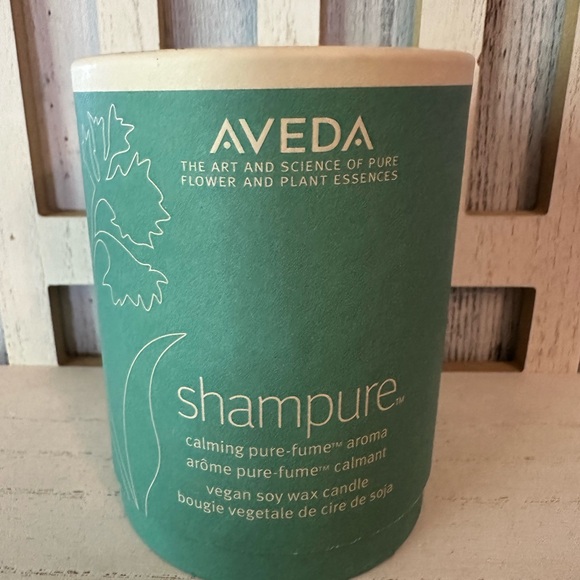 AVEDA
THE ART AND SCIENCE OF PURE
FLOWER AND PLANT ESSENCES
shampure™
calming pure-fume™ aroma
arôme pure-fume™ calmant
vegan soy wax candle
bougie vegetale de cire de soja